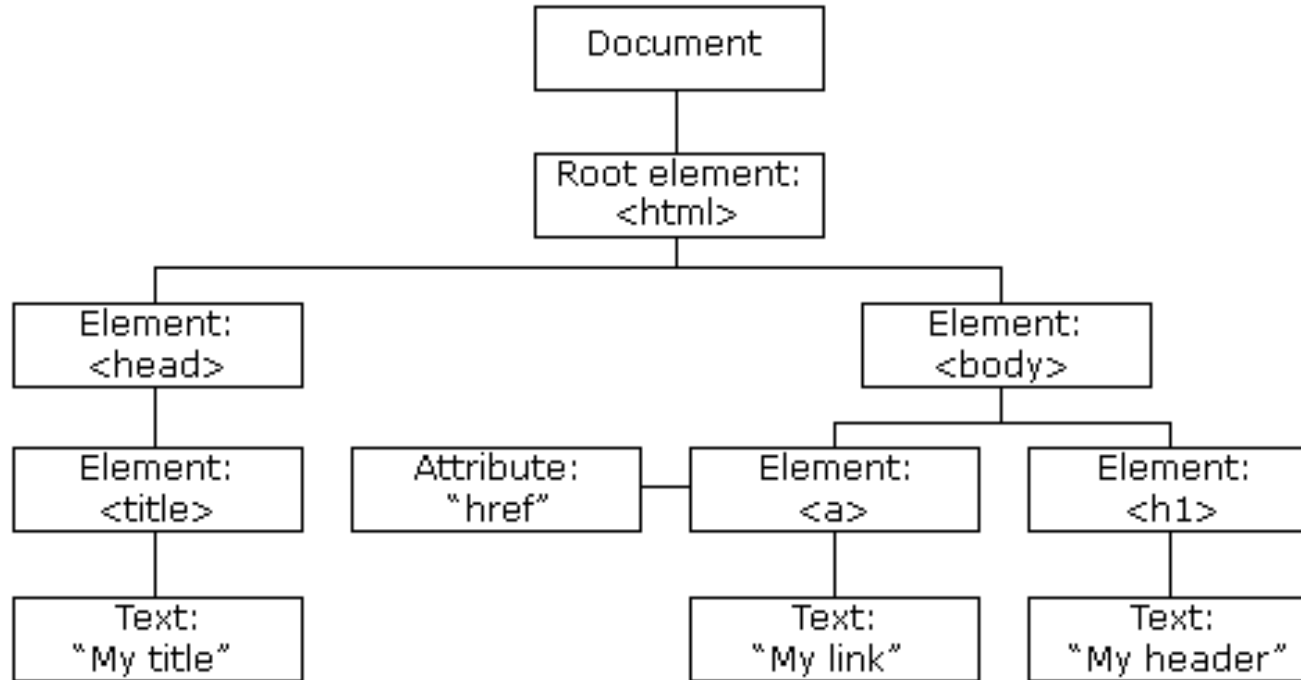 Document
Root element:
<html>
Element:
<head>
Element:
<body>
Element:
<title>
Attribute:
“href”
Element:
<a>
Element:
<h1>
Text:
“My title”
Text:
“My link”
Text:
“My header”